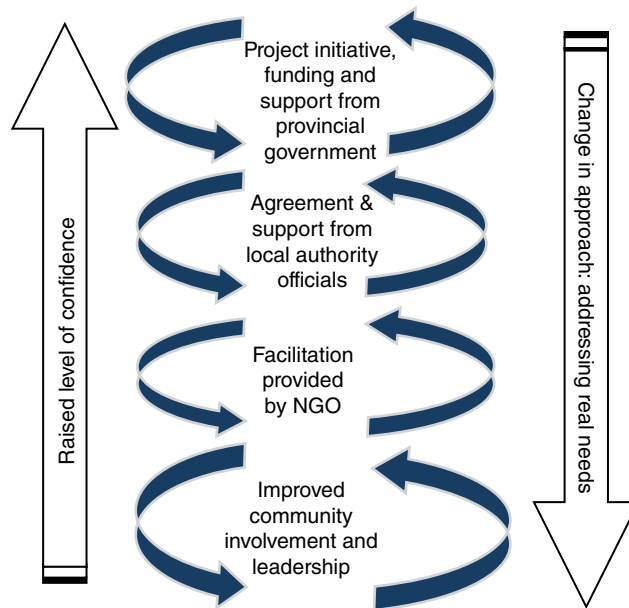 Project initiative,
funding and
support from
provincial
government
Agreement &
support from
local authority
officials
Facilitation
provided
by NGO
Improved
community
involvement and
leadership
Raised level of confidence
Change in approach: addressing real needs